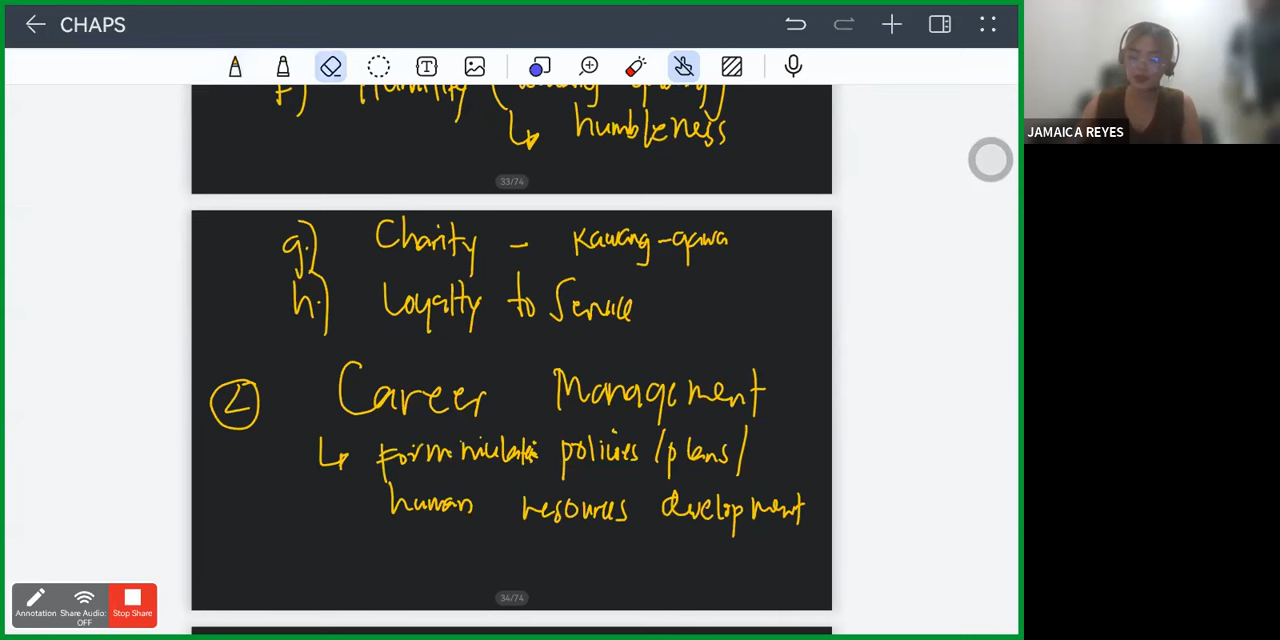 CHAPS
JAMAICA REYES
f) Humility
↳ humbleness
33/74
g.) Charity - Kawang-gawa
h.) Loyalty to Service
② Career Management
↳ policies/plans/
human resources development
34/74
Annotation Share Audio: OFF Stop Share